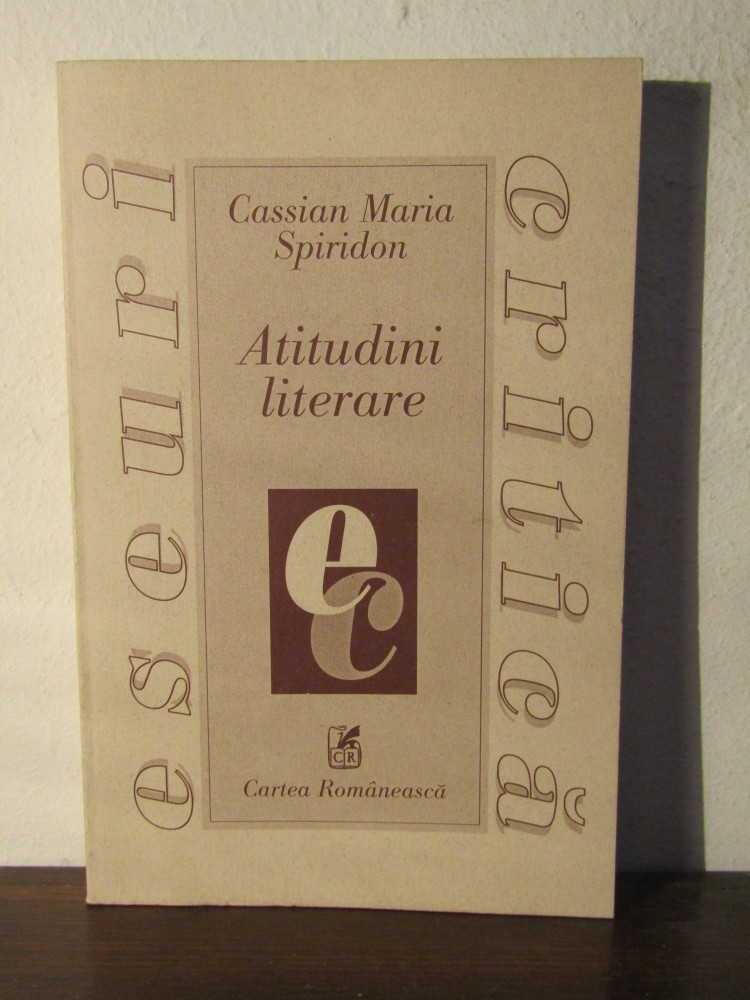 eseuri
Cassian Maria
Spiridon
Atitudini
literare
ec
CR
Cartea Românească
critică